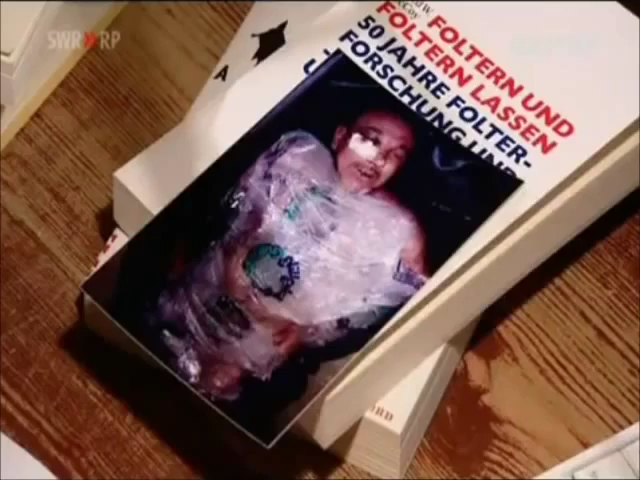 SWR RP
FOLTERN UND
FOLTERN LASSEN
50 JAHRE FOLTER-
FORSCHUNG UND
A